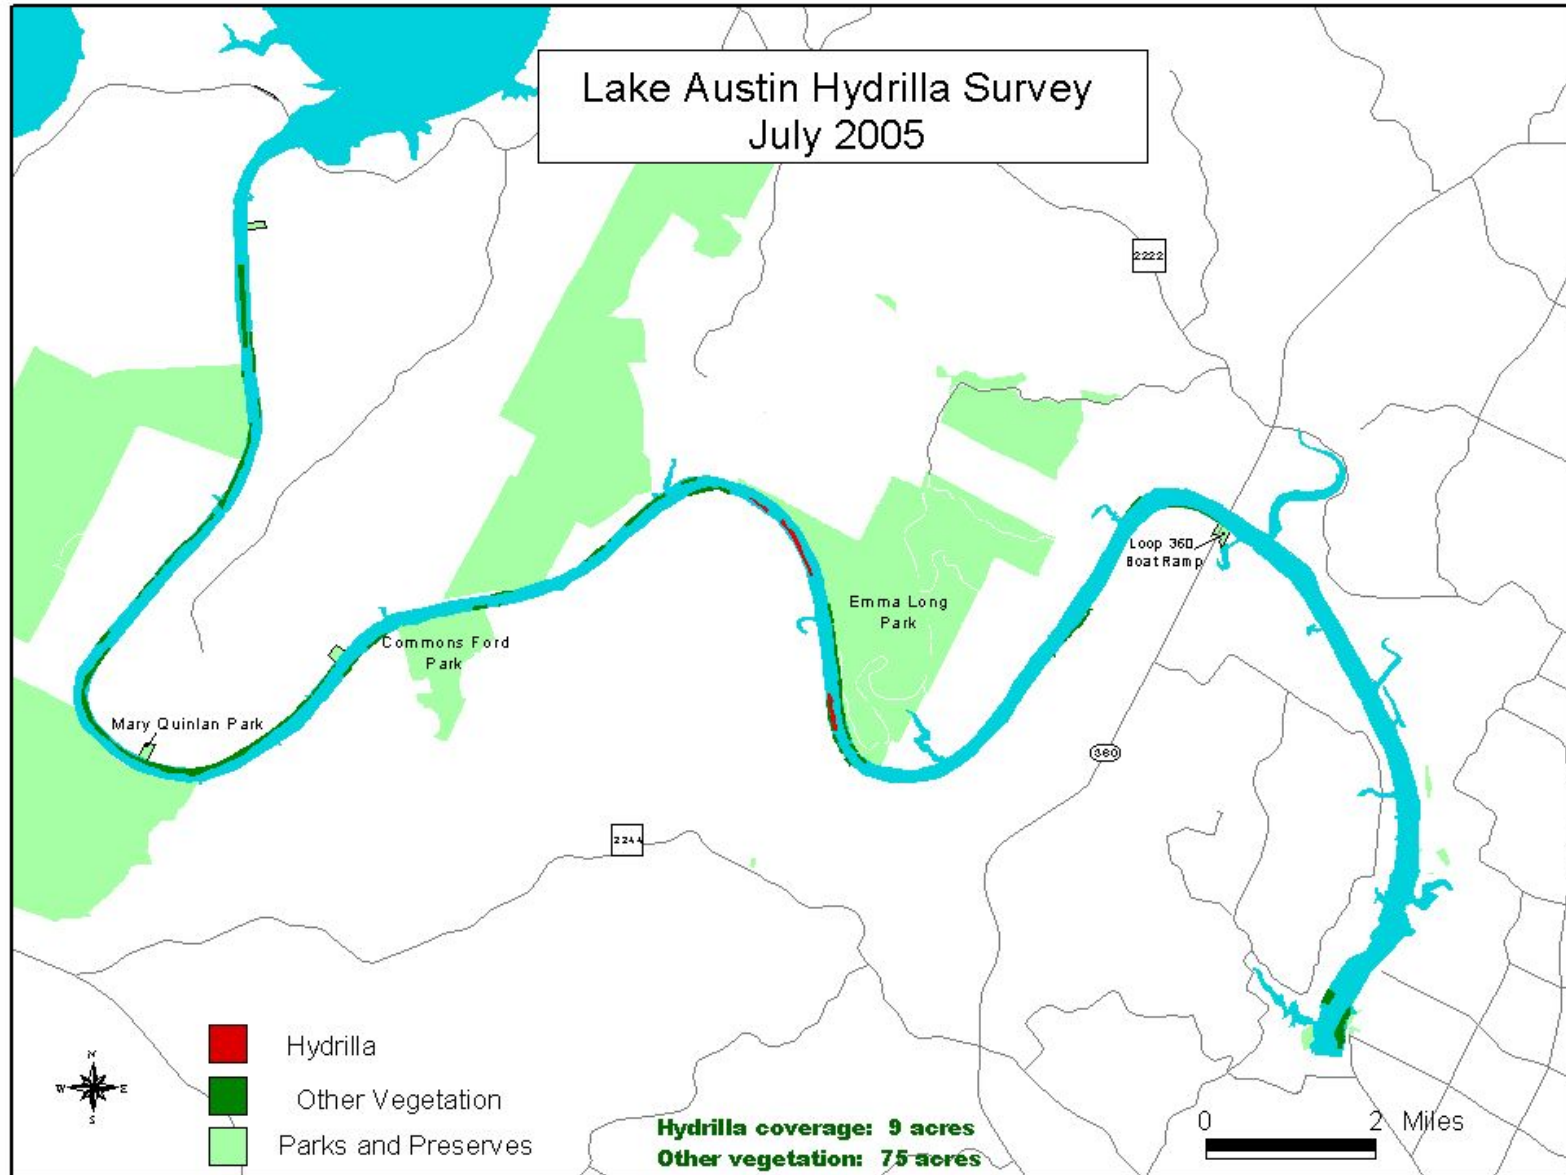 Lake Austin Hydrilla Survey
July 2005
2222
Loop 360
Boat Ramp
Emma Long
Park
Commons Ford
Park
Mary Quinlan Park
360
2244
N
W E
S
Hydrilla
Other Vegetation
Parks and Preserves
Hydrilla coverage: 9 acres
Other vegetation: 75 acres
0 2 Miles